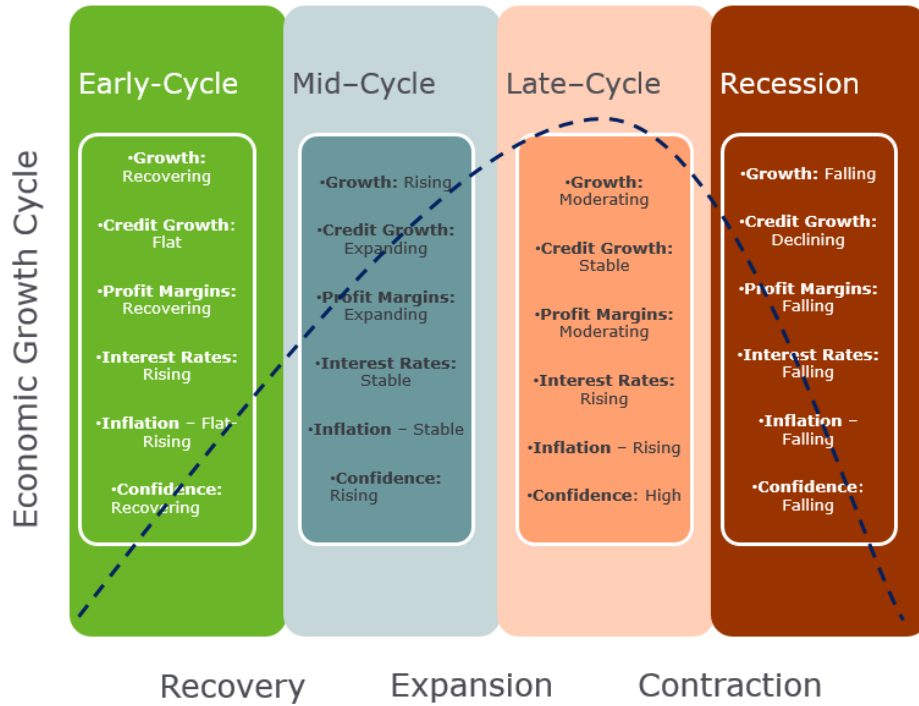 Economic Growth Cycle
Early-Cycle
•Growth:
Recovering
•Credit Growth:
Flat
•Profit Margins:
Recovering
•Interest Rates:
Rising
•Inflation – Flat-
Rising
•Confidence:
Recovering
Mid–Cycle
•Growth: Rising
•Credit Growth:
Expanding
•Profit Margins:
Expanding
•Interest Rates:
Stable
•Inflation – Stable
•Confidence:
Rising
Late–Cycle
•Growth:
Moderating
•Credit Growth:
Stable
•Profit Margins:
Moderating
•Interest Rates:
Rising
•Inflation – Rising
•Confidence: High
Recession
•Growth: Falling
•Credit Growth:
Declining
•Profit Margins:
Falling
•Interest Rates:
Falling
•Inflation –
Falling
•Confidence:
Falling
Recovery
Expansion
Contraction